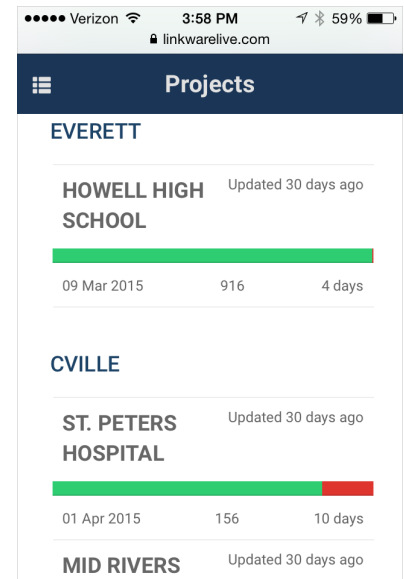 Verizon 3:58 PM 59%
linkwarelive.com
Projects
EVERETT
HOWELL HIGH Updated 30 days ago
SCHOOL
09 Mar 2015 916 4 days
CVILLE
ST. PETERS Updated 30 days ago
HOSPITAL
01 Apr 2015 156 10 days
MID RIVERS Updated 30 days ago